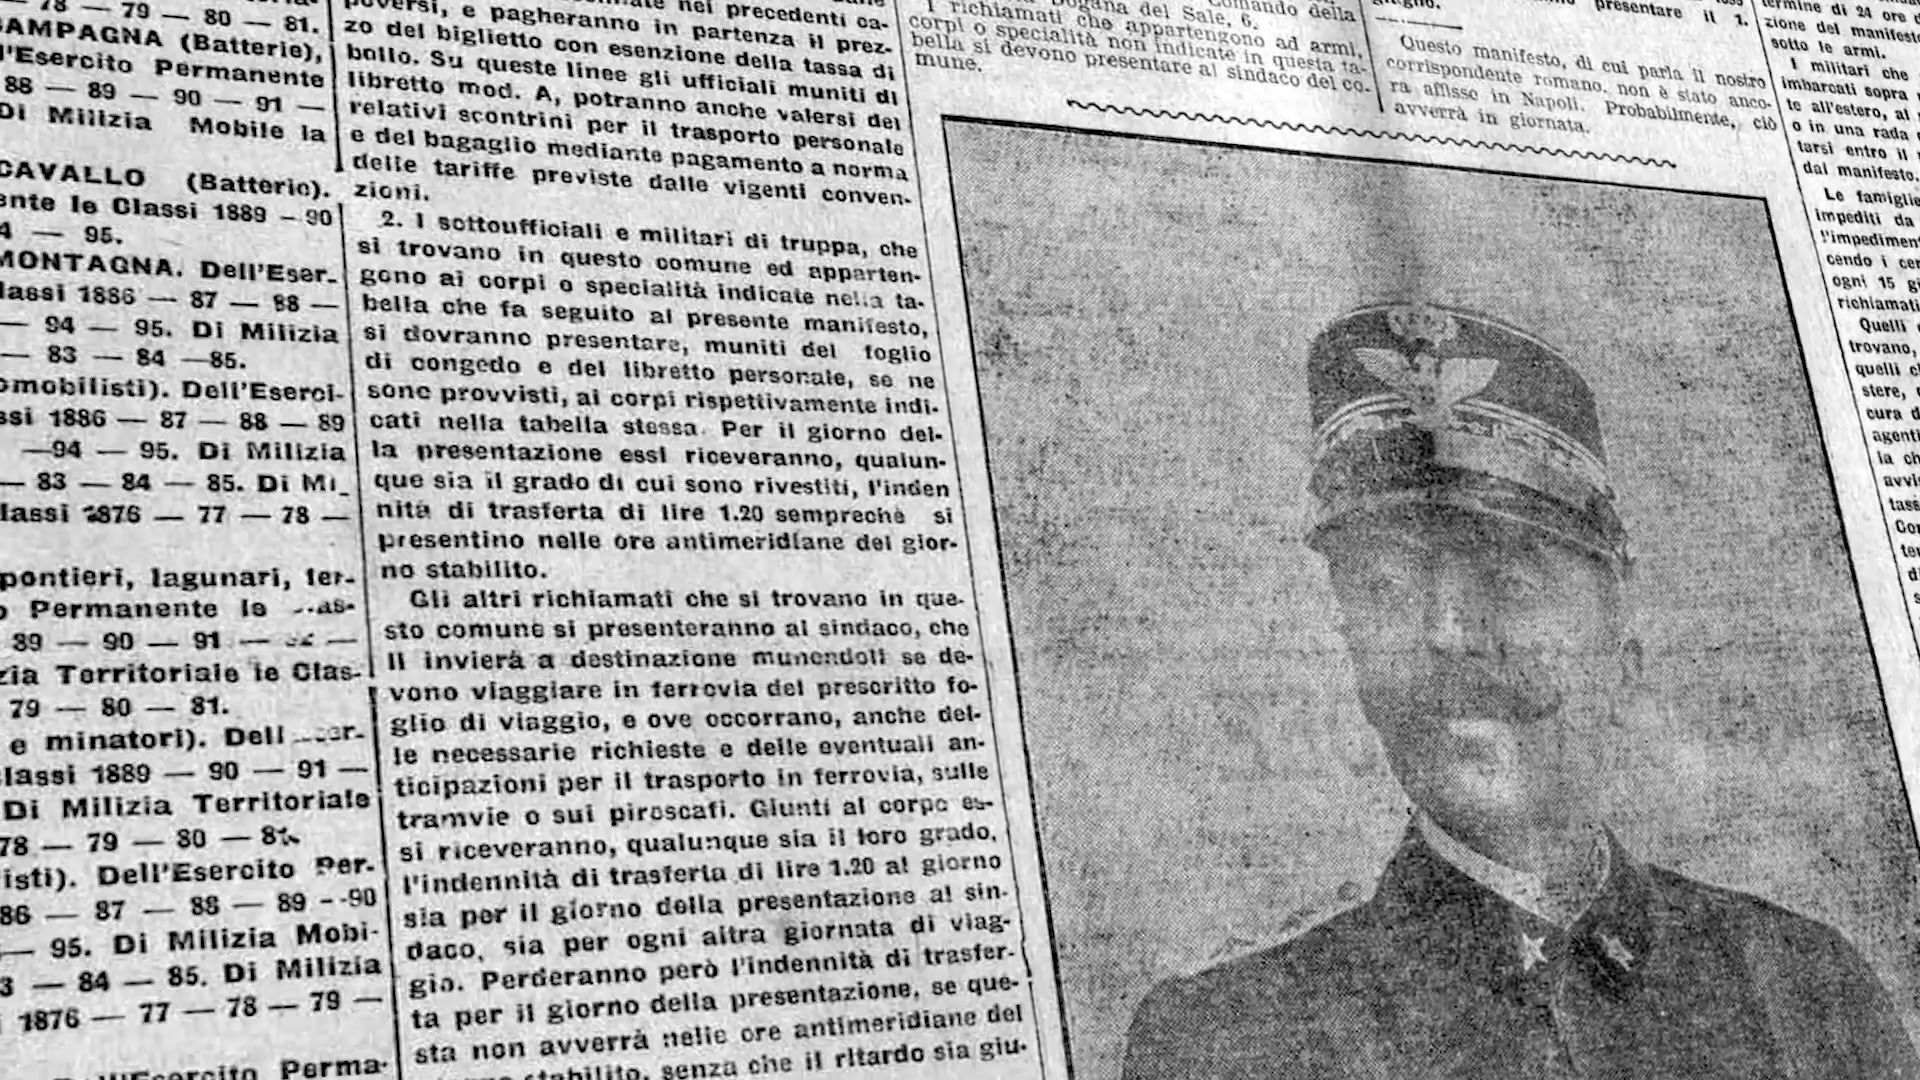 — 78 — 79 — 80 — 81.
CAMPAGNA (Batterie),
l'Esercito Permanente
88 — 89 — 90 — 91 —
Di Milizia Mobile la
CAVALLO (Batterie).
le Classi 1889 — 90
4 — 95.
MONTAGNA. Dell'Eser-
lassi 1886 — 87 — 88 —
— 94 — 95. Di Milizia
— 83 — 84 — 85.
omobilisti). Dell'Eserci-
ssi 1886 — 87 — 88 — 89
— 94 — 95. Di Milizia
— 83 — 84 — 85. Di Mi_
lassi 1876 — 77 — 78 —
pontieri, lagunari, fer-
o Permanente le
89 — 90 — 91 —
zia Territoriale le Clas-
79 — 80 — 81.
e minatori). Dell
lassi 1889 — 90 — 91 —
Di Milizia Territoriale
78 — 79 — 80 — 81.
isti). Dell'Esercito Per-
86 — 87 — 88 — 89 - -90
— 95. Di Milizia Mobi-
3 — 84 — 85. Di Milizia
1876 — 77 — 78 — 79 —
Perma-
nei precedenti ca-
e pagheranno in partenza il prez-
zo del biglietto con esenzione della tassa di
bollo. Su queste linee gli ufficiali muniti di
libretto mod. A, potranno anche valersi dei
relativi scontrini per il trasporto personale
e del bagaglio mediante pagamento a norma
delle tariffe previste dalle vigenti conven-
zioni.
2. I sottoufficiali e militari di truppa, che
si trovano in questo comune ed apparten-
gono ai corpi o specialità indicate nella ta-
bella che fa seguito al presente manifesto,
si dovranno presentare, muniti del foglio
di congedo e del libretto personale, se ne
sono provvisti, ai corpi rispettivamente indi-
cati nella tabella stessa. Per il giorno del-
la presentazione essi riceveranno, qualun-
que sia il grado di cui sono rivestiti, l'inden
nità di trasferta di lire 1.20 sempreche si
presentino nelle ore antimeridiane del gior-
no stabilito.
Gli altri richiamati che si trovano in que-
sto comune si presenteranno al sindaco, che
li invierà a destinazione munendoli se de-
vono viaggiare in ferrovia del prescritto fo-
glio di viaggio, e ove occorrano, anche del-
le necessarie richieste e delle eventuali an-
ticipazioni per il trasporto in ferrovia, sulle
tramvie o sui piroscafi. Giunti al corpo es-
si riceveranno, qualunque sia il loro grado,
l'indennità di trasferta di lire 1.20 al giorno
sia per il giorno della presentazione al sin-
daco, sia per ogni altra giornata di viag-
gio. Perderanno però l'indennità di trasfer-
ta per il giorno della presentazione, se que-
sta non avverrà nelle ore antimeridiane del
stabilito, senza che il ritardo sia giu-
Dogana del Sale, 6. Comando della
I richiamati che appartengono ad armi,
corpi o specialità non indicate in questa ta-
bella si devono presentare al sindaco del co-
mune.
presentare il 1.
Questo manifesto, di cui parla il nostro
corrispondente romano, non è stato anco-
ra affisso in Napoli. Probabilmente, ciò
avverrà in giornata.
termine di 24 ore
zione del manifesto
sotto le armi.
I militari che
imbarcati sopra
te all'estero, al
o in una rada
tarsi entro il
dal manifesto.
Le famiglie
impediti da
l'impediment
cendo i
ogni 15
richiamati
Quelli
trovano,
quelli
stere,
cura
agenti
la